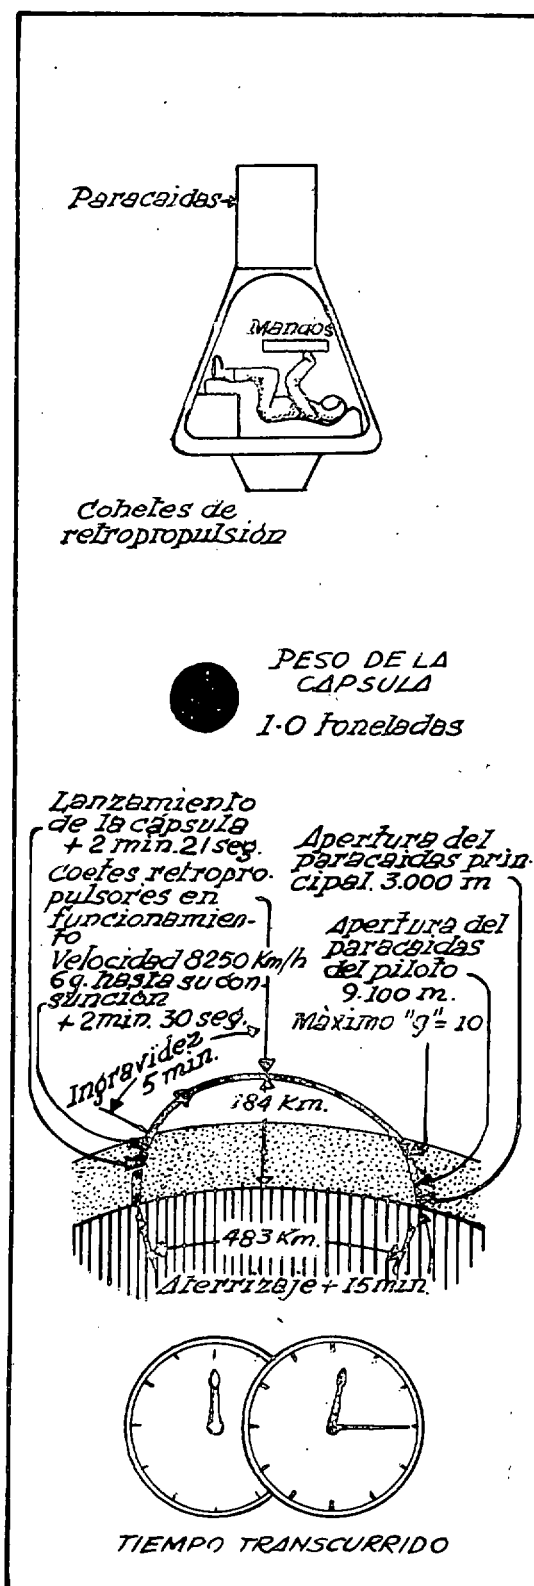 Paracaidas
Mandos
Cohetes de
retropropulsión
PESO DE LA
CAPSULA
1·0 toneladas
Lanzamiento
de la cápsula
+ 2 min. 21 seg.
Coetes retropro-
pulsores en
funcionamien-
to
Velocidad 8250 Km/h
6 g. hasta su con-
sunción
+ 2 min. 30 seg.
Apertura del
paracaidas prin-
cipal. 3.000 m
Apertura del
paracaidas
del piloto
9·100 m.
Màximo "g" = 10
Ingravidez
5 min.
184 Km.
483 Km.
Aterrizaje + 15 min.
TIEMPO TRANSCURRIDO